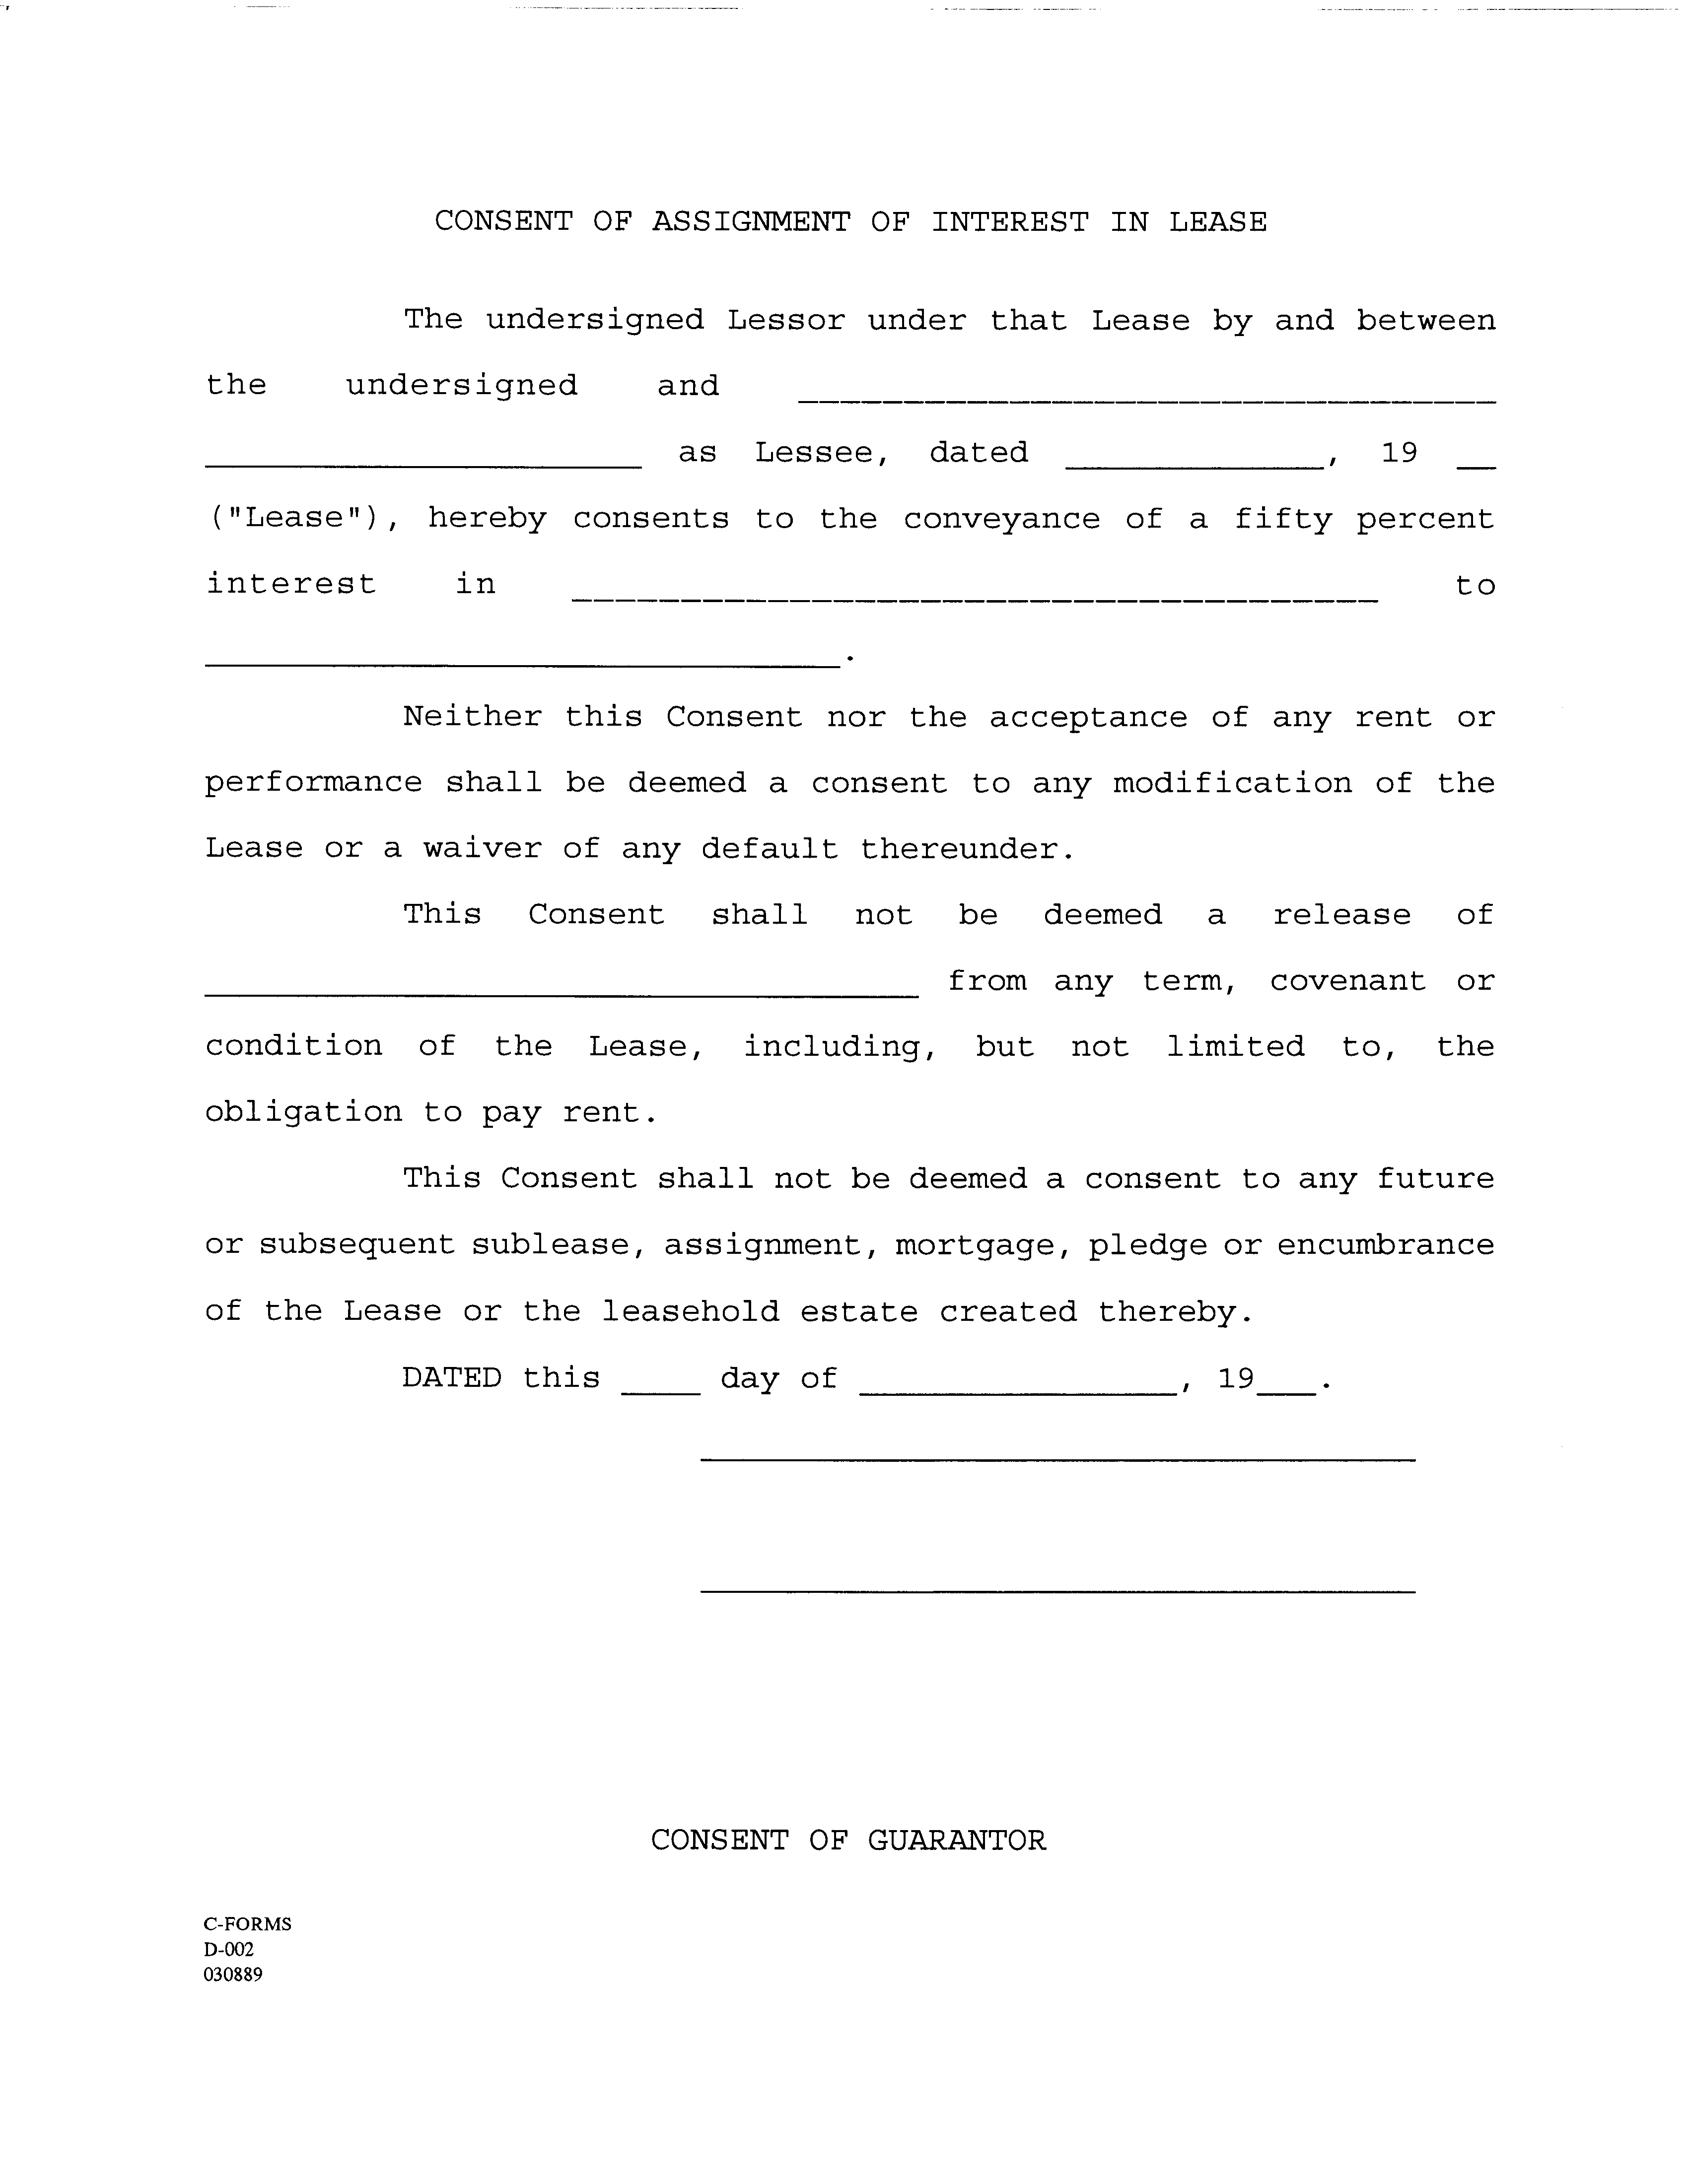 CONSENT OF ASSIGNMENT OF INTEREST IN LEASE
The undersigned Lessor under that Lease by and between
the undersigned and ________________________________
______________________ as Lessee, dated _____________, 19 __
("Lease"), hereby consents to the conveyance of a fifty percent
interest in _____________________________________ to
________________________________.
Neither this Consent nor the acceptance of any rent or
performance shall be deemed a consent to any modification of the
Lease or a waiver of any default thereunder.
This Consent shall not be deemed a release of
____________________________________ from any term, covenant or
condition of the Lease, including, but not limited to, the
obligation to pay rent.
This Consent shall not be deemed a consent to any future
or subsequent sublease, assignment, mortgage, pledge or encumbrance
of the Lease or the leasehold estate created thereby.
DATED this ____ day of ________________, 19___.
____________________________________
____________________________________
CONSENT OF GUARANTOR
C-FORMS
D-002
030889